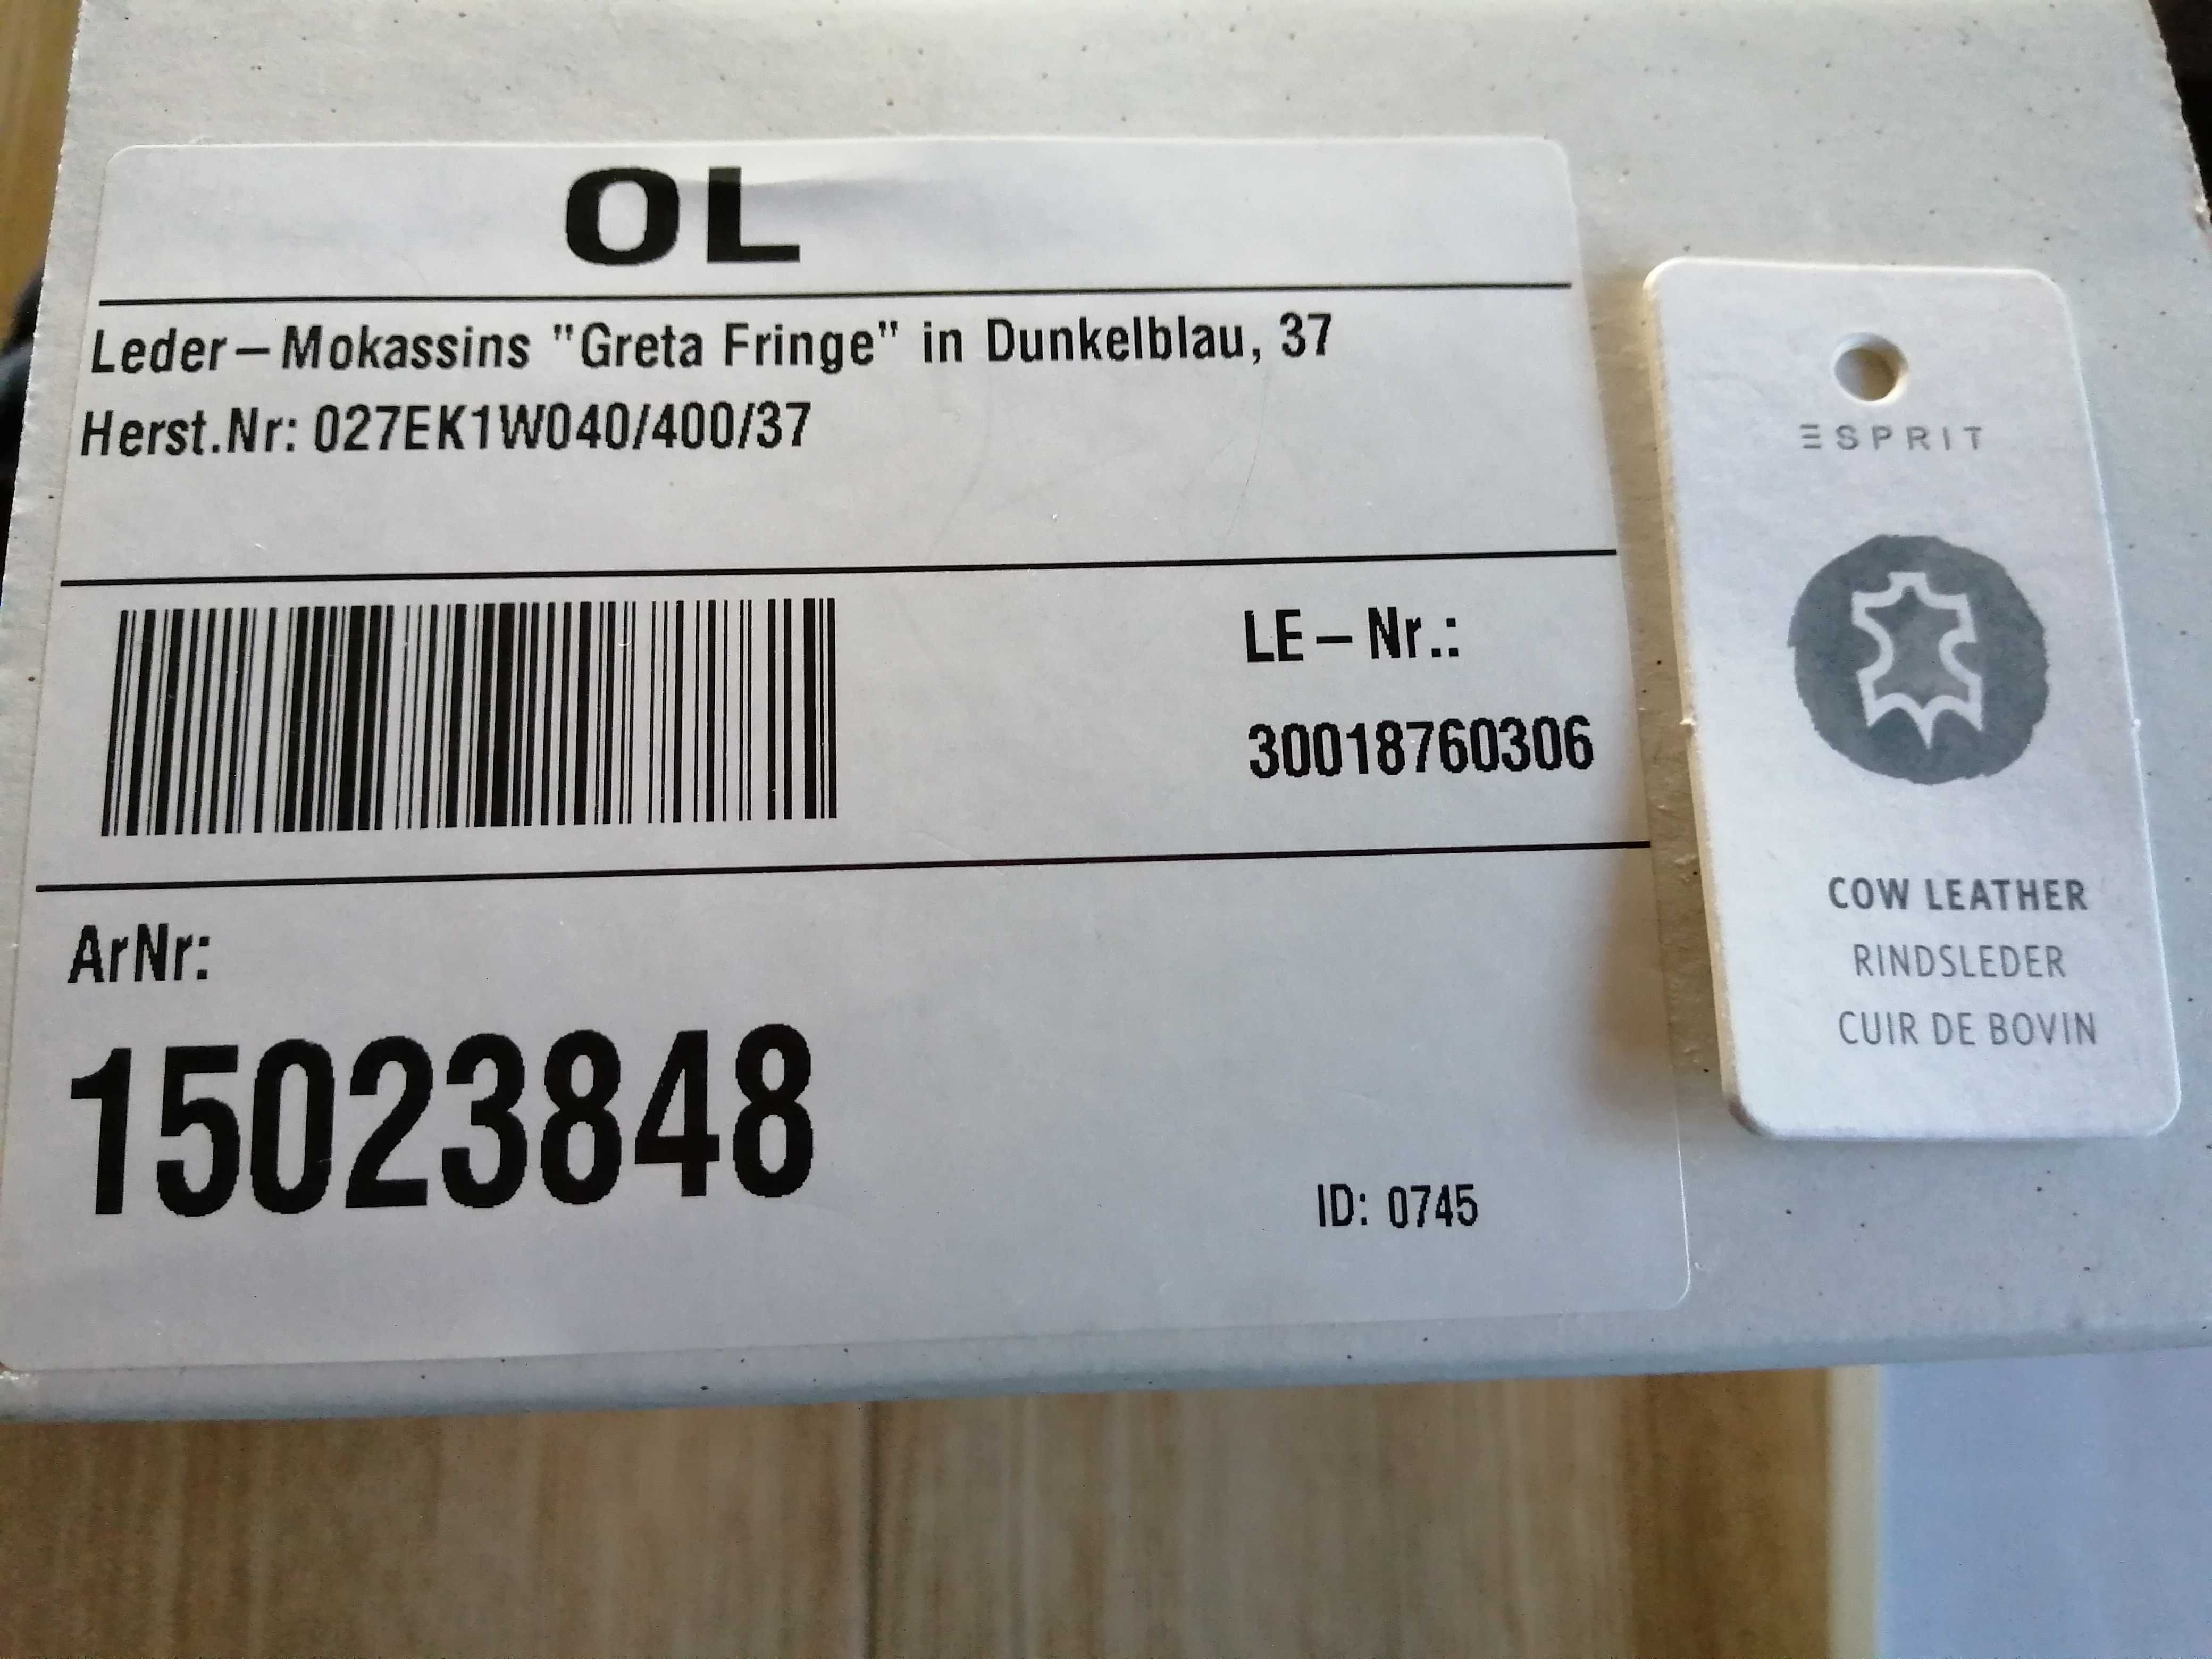 OL
Leder-Mokassins "Greta Fringe" in Dunkelblau, 37
Herst.Nr: 027EK1W040/400/37
LE-Nr.:
30018760306
ArNr:
15023848
ID: 0745
ESPRIT
COW LEATHER
RINDSLEDER
CUIR DE BOVIN